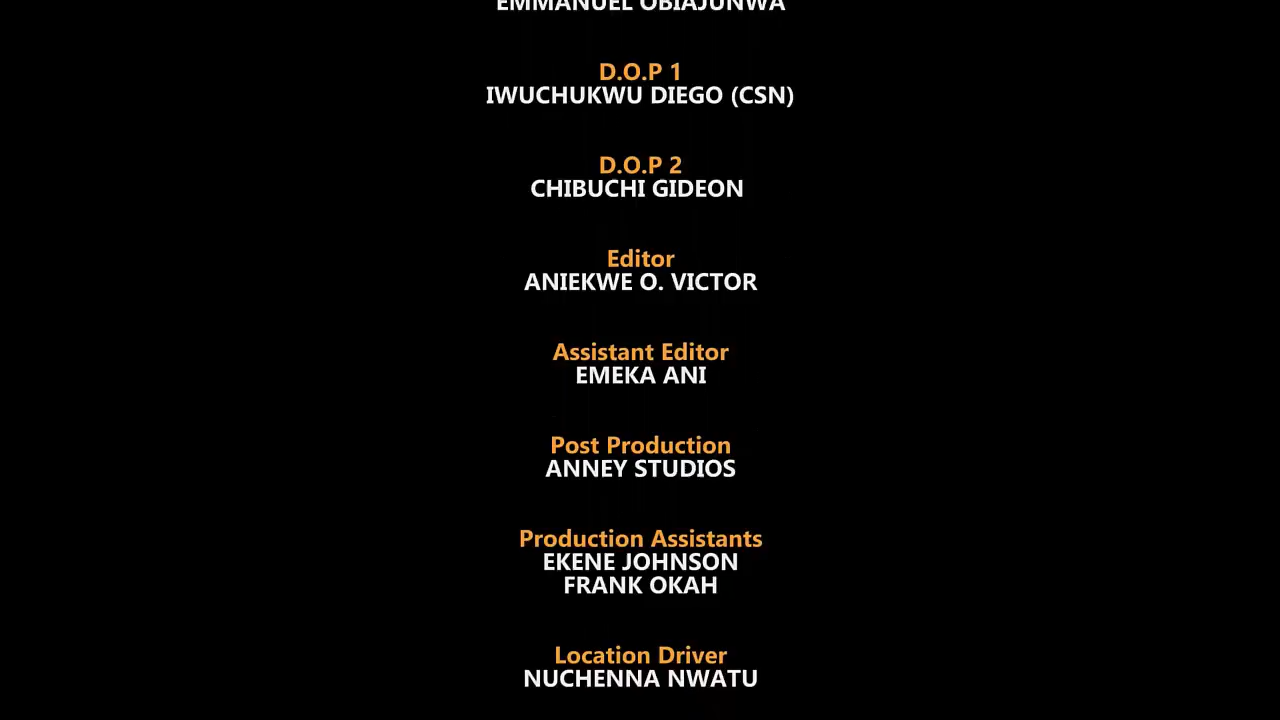 EMMANUEL OBIAJUNWA
D.O.P 1
IWUCHUKWU DIEGO (CSN)
D.O.P 2
CHIBUCHI GIDEON
Editor
ANIEKWE O. VICTOR
Assistant Editor
EMEKA ANI
Post Production
ANNEY STUDIOS
Production Assistants
EKENE JOHNSON
FRANK OKAH
Location Driver
NUCHENNA NWATU